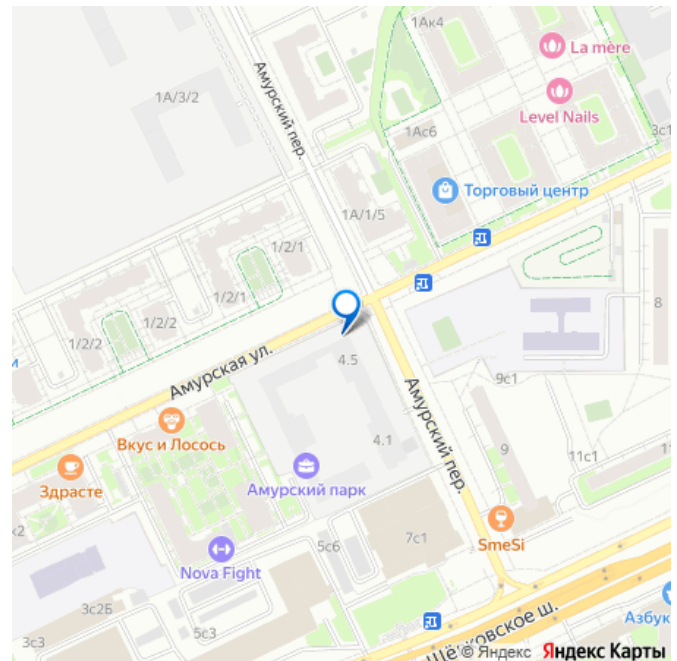 1Ак4
La mere
Level Nails
1А/3/2
Амурский пер.
1Ас6
3с1
Торговый центр
1А/1/5
1/2/1
1/2/1
1/2/2
1/2/2
и
8
4.5
Амурская ул.
9с1
Амурский пер.
Вкус и Лосось
4.1
9
11с1
11
Здрасте
Амурский парк
к2
SmeSi
7с1
5с6
Nova Fight
3с2Б
5с3
3с3
Щёлковское ш.
Азбук
© Яндекс Яндекс Карты